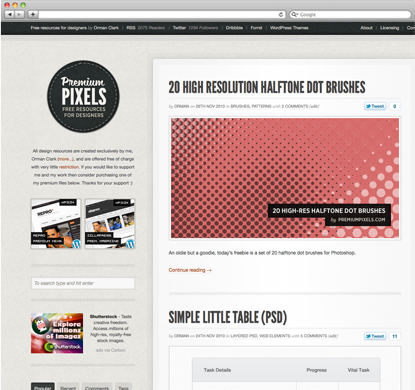 Google
Free resources for designers by Orman Clark RSS 3075 Readers Twitter 1294 Followers Dribbble Forrst WordPress Themes About Licensing
Premium
PIXELS
FREE RESOURCES
FOR DESIGNERS
All design resources are created exclusively by me,
Orman Clark (more...), and are offered free of charge
with very little restriction. If you would like to support
me and my work then consider purchasing one of
my premium files below. Thanks for your support :)
REPRO
PREMIUM NEWS
To search type and hit enter
Explore
millions
of images!
Shutterstock
Shutterstock - Taste
creative freedom.
Access millions of
high-res, royalty-free
stock images.
ads via Carbon
Popular Recent Comments Tags
20 HIGH RESOLUTION HALFTONE DOT BRUSHES
by ORMAN on 28TH NOV 2010 in BRUSHES, PATTERNS with 3 COMMENTS (edit)
Tweet 0
20 HIGH-RES HALFTONE DOT BRUSHES
by PREMIUMPIXELS.COM
An oldie but a goodie, today's freebie is a set of 20 halftone dot brushes for Photoshop.
Continue reading →
SIMPLE LITTLE TABLE (PSD)
by ORMAN on 24TH NOV 2010 in LAYERED PSD, WEB ELEMENTS with 6 COMMENTS (edit)
Tweet 11
Task Details Progress Vital Task